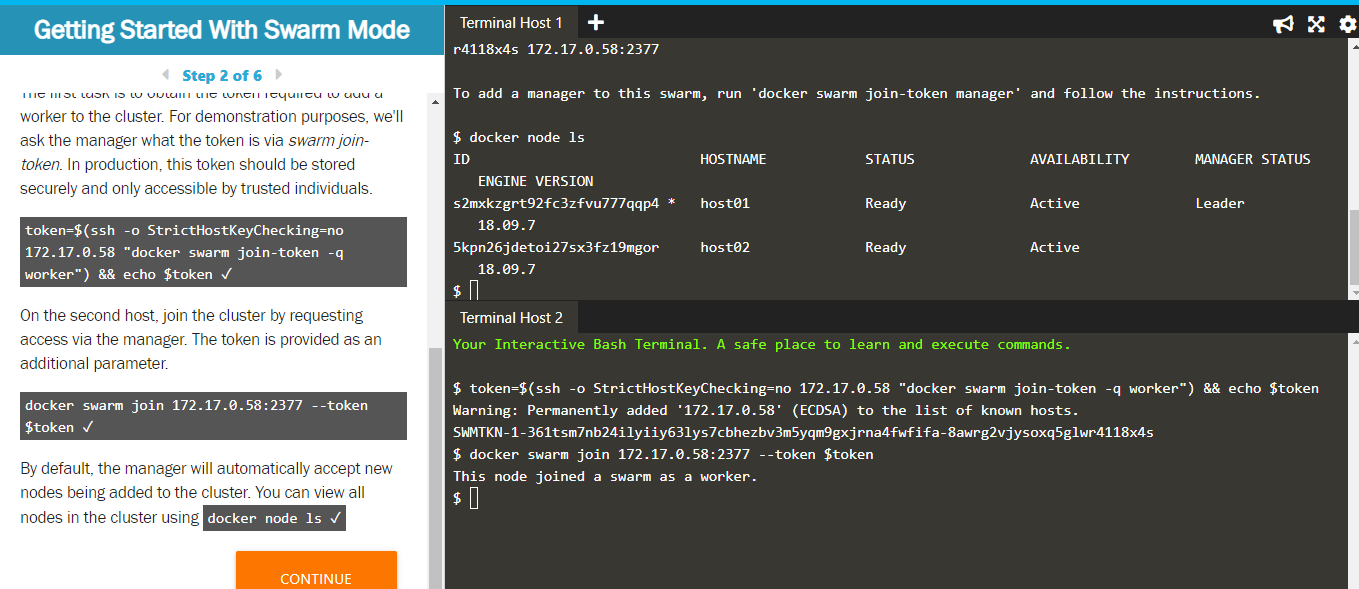 Getting Started With Swarm Mode
Step 2 of 6
The first task is to obtain the token required to add a
worker to the cluster. For demonstration purposes, we'll
ask the manager what the token is via swarm join-
token. In production, this token should be stored
securely and only accessible by trusted individuals.
token=$(ssh -o StrictHostKeyChecking=no
172.17.0.58 "docker swarm join-token -q
worker") && echo $token ✓
On the second host, join the cluster by requesting
access via the manager. The token is provided as an
additional parameter.
docker swarm join 172.17.0.58:2377 --token
$token ✓
By default, the manager will automatically accept new
nodes being added to the cluster. You can view all
nodes in the cluster using docker node ls ✓
CONTINUE
Terminal Host 1
r4118x4s 172.17.0.58:2377
To add a manager to this swarm, run 'docker swarm join-token manager' and follow the instructions.
$ docker node ls
ID HOSTNAME STATUS AVAILABILITY MANAGER STATUS
ENGINE VERSION
s2mxkzgrt92fc3zfvu777qqp4 * host01 Ready Active Leader
18.09.7
5kpn26jdetoi27sx3fz19mgor host02 Ready Active
18.09.7
$
Terminal Host 2
Your Interactive Bash Terminal. A safe place to learn and execute commands.
$ token=$(ssh -o StrictHostKeyChecking=no 172.17.0.58 "docker swarm join-token -q worker") && echo $token
Warning: Permanently added '172.17.0.58' (ECDSA) to the list of known hosts.
SWMTKN-1-361tsm7nb24ilyiiy63lys7cbhezbv3m5yqm9gxjrna4fwfifa-8awrg2vjysoxq5glwr4118x4s
$ docker swarm join 172.17.0.58:2377 --token $token
This node joined a swarm as a worker.
$